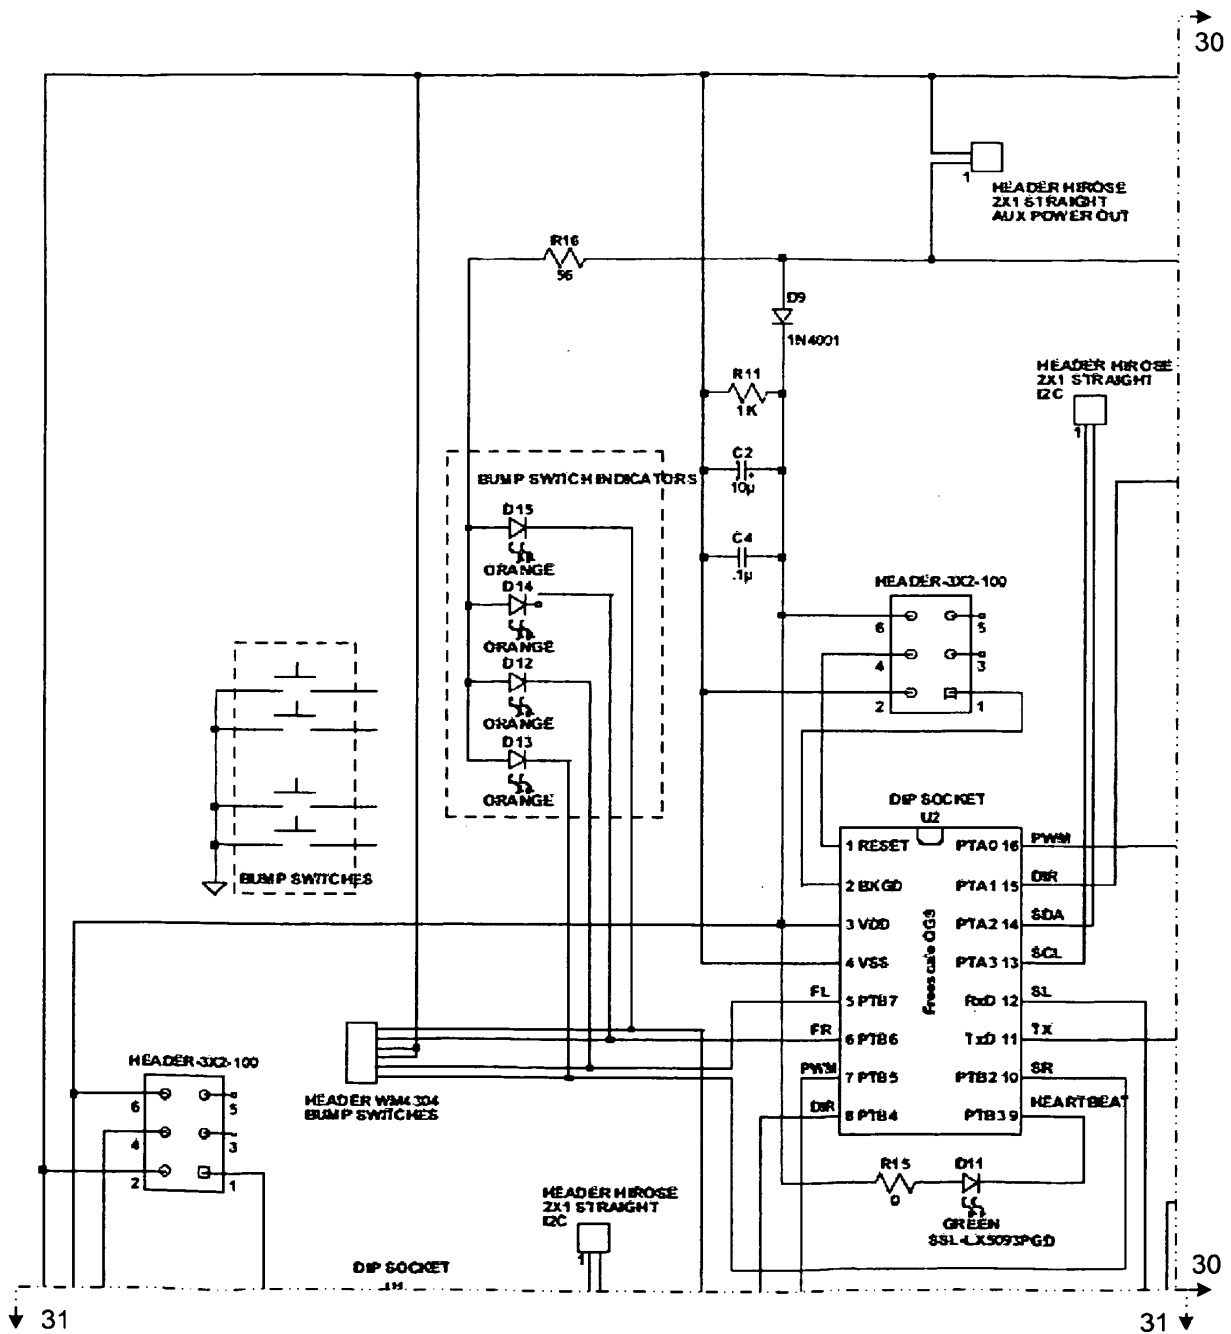 30
1
HEADER HIROSE
2X1 STRAIGHT
AUX POWER OUT
R16
56
D9
1N4001
HEADER HIROSE
2X1 STRAIGHT
I2C
1
R11
1K
C2
10µ
BUMP SWITCH INDICATORS
D15
ORANGE
C4
.1µ
D14
ORANGE
HEADER-3X2-100
6 5
4 3
2 1
D12
ORANGE
D13
ORANGE
DIP SOCKET
U2
BUMP SWITCHES
1 RESET PTA0 16 PWM
2 BKGD PTA1 15 DIR
3 VDD PTA2 14 SDA
4 VSS PTA3 13 SCL
FL 5 PTB7 RxD 12 SL
FR 6 PTB6 TxD 11 TX
PWM 7 PTB5 PTB2 10 SR
DIR 8 PTB4 PTB3 9 HEARTBEAT
Freescale QG8
HEADER-3X2-100
6 5
4 3
2 1
HEADER WM4304
BUMP SWITCHES
R15
0
D11
GREEN
SSL-LX5093PGD
HEADER HIROSE
2X1 STRAIGHT
I2C
1
DIP SOCKET
30
31
31